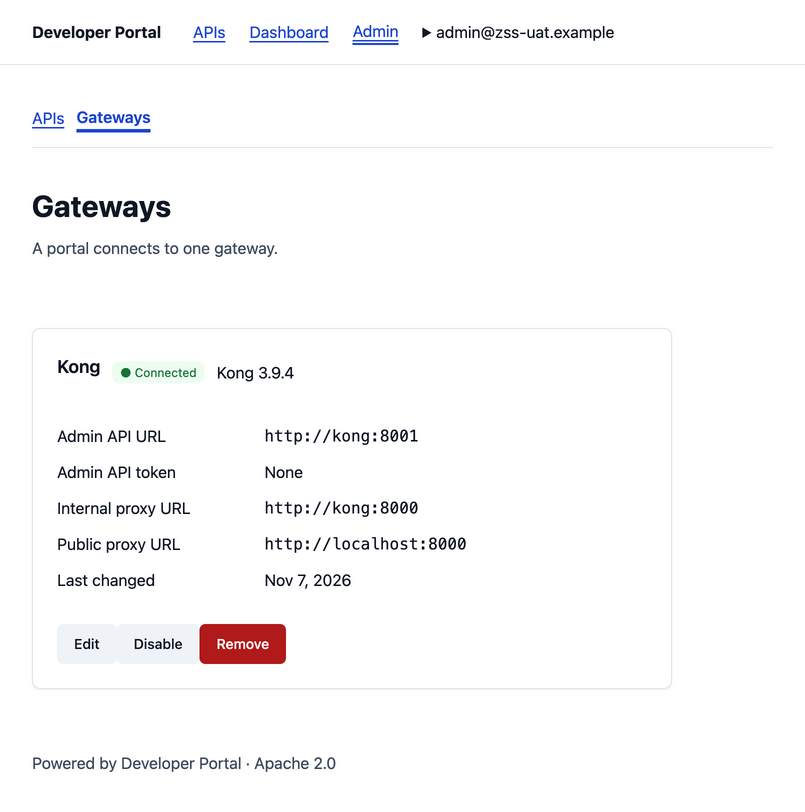 Developer Portal APIs Dashboard Admin ▶ admin@zss-uat.example
APIs Gateways
Gateways
A portal connects to one gateway.
Kong ● Connected Kong 3.9.4
Admin API URL http://kong:8001
Admin API token None
Internal proxy URL http://kong:8000
Public proxy URL http://localhost:8000
Last changed Nov 7, 2026
Edit Disable Remove
Powered by Developer Portal · Apache 2.0